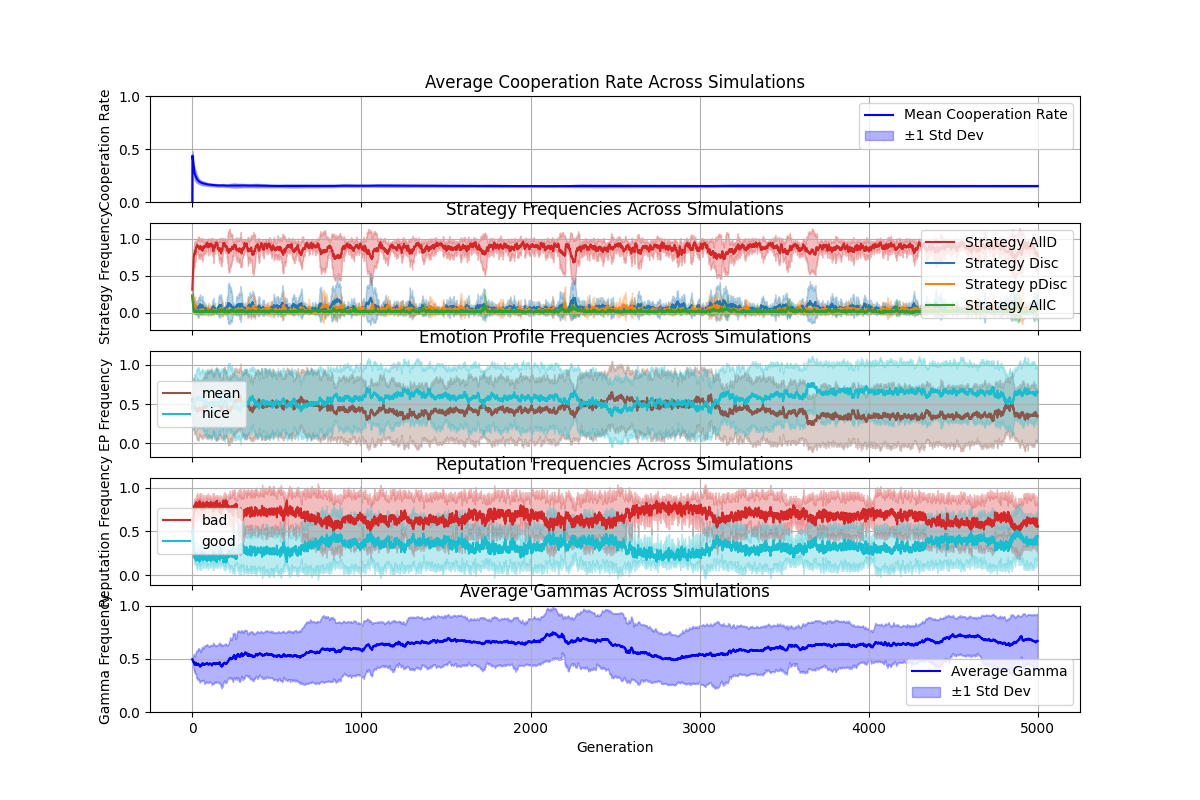 Average Cooperation Rate Across Simulations
Cooperation Rate
1.0
0.5
0.0
Mean Cooperation Rate
±1 Std Dev
Strategy Frequencies Across Simulations
Strategy Frequency
1.0
0.5
0.0
Strategy AllD
Strategy Disc
Strategy pDisc
Strategy AllC
Emotion Profile Frequencies Across Simulations
EP Frequency
1.0
0.5
0.0
mean
nice
Reputation Frequencies Across Simulations
Reputation Frequency
1.0
0.5
0.0
bad
good
Average Gammas Across Simulations
Gamma Frequency
1.0
0.5
0.0
Average Gamma
±1 Std Dev
0 1000 2000 3000 4000 5000
Generation